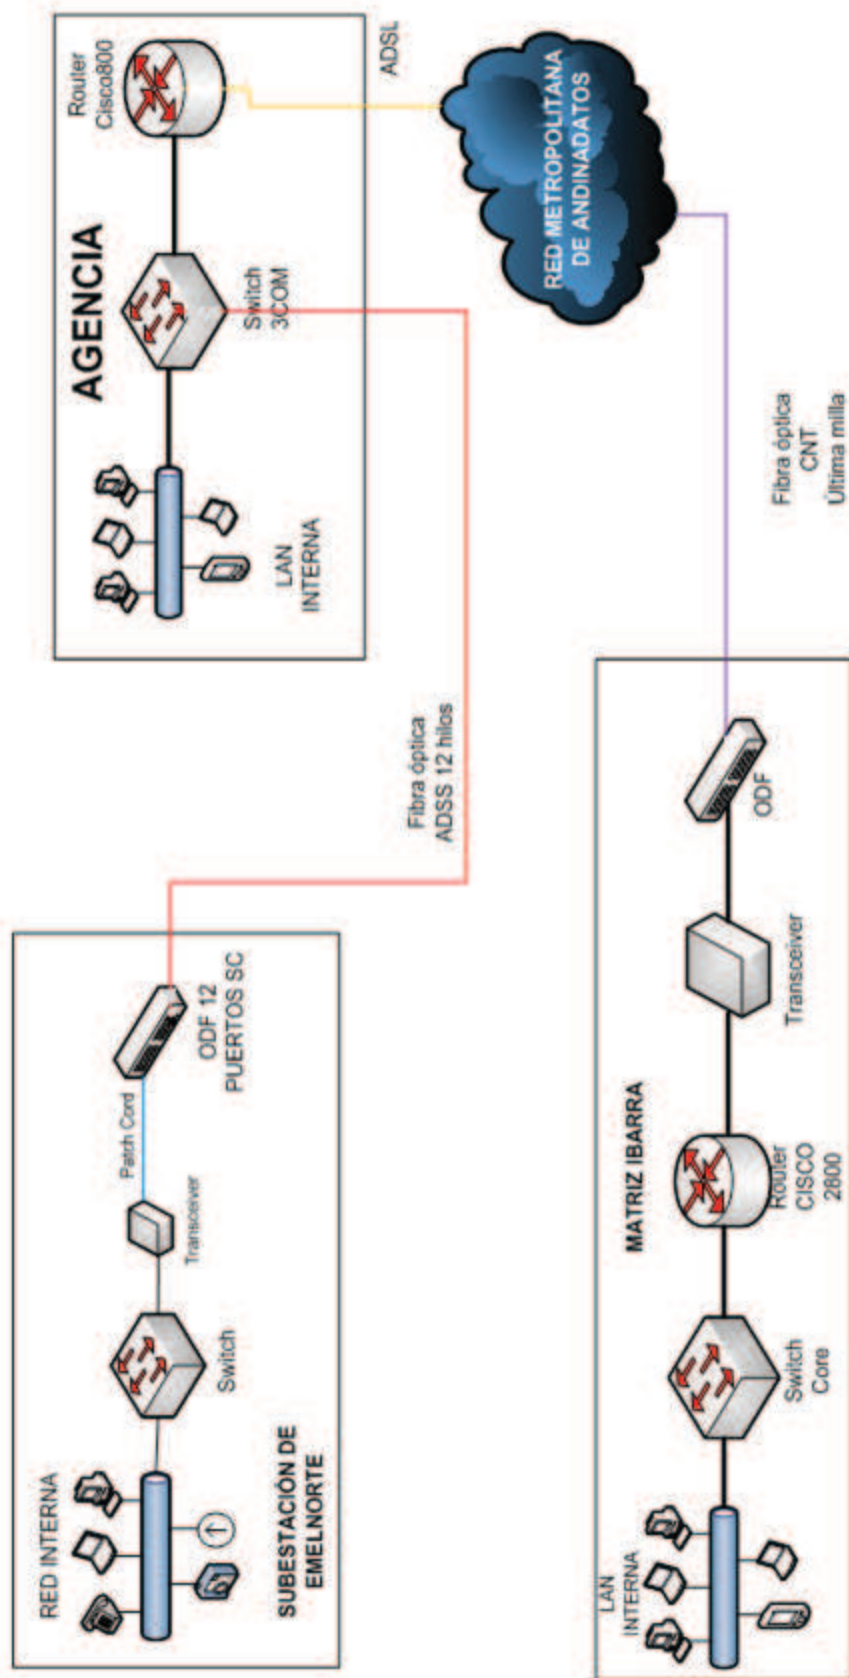 RED INTERNA
Switch
Transceiver
Patch Cord
ODF 12
PUERTOS SC
SUBESTACIÓN DE
EMELNORTE
Fibra óptica
ADSS 12 hilos
AGENCIA
LAN
INTERNA
Switch
3COM
Router
Cisco800
ADSL
RED METROPOLITANA
DE ANDINADATOS
Fibra óptica
CNT
Última milla
MATRIZ IBARRA
LAN
INTERNA
Switch
Core
Router
CISCO
2800
Transceiver
ODF